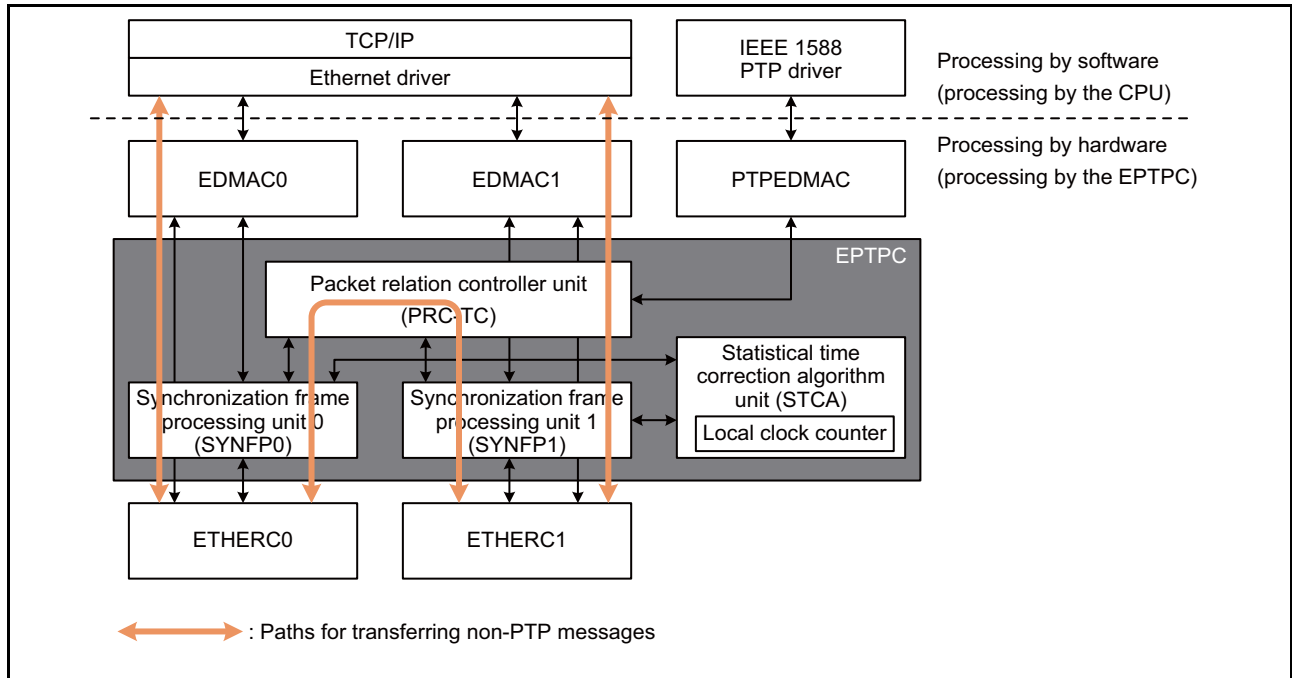 TCP/IP
Ethernet driver
IEEE 1588
PTP driver
Processing by software
(processing by the CPU)
EDMAC0
EDMAC1
PTPEDMAC
Processing by hardware
(processing by the EPTPC)
EPTPC
Packet relation controller unit
(PRC-TC)
Synchronization frame
processing unit 0
(SYNFP0)
Synchronization frame
processing unit 1
(SYNFP1)
Statistical time
correction algorithm
unit (STCA)
Local clock counter
ETHERC0
ETHERC1
: Paths for transferring non-PTP messages